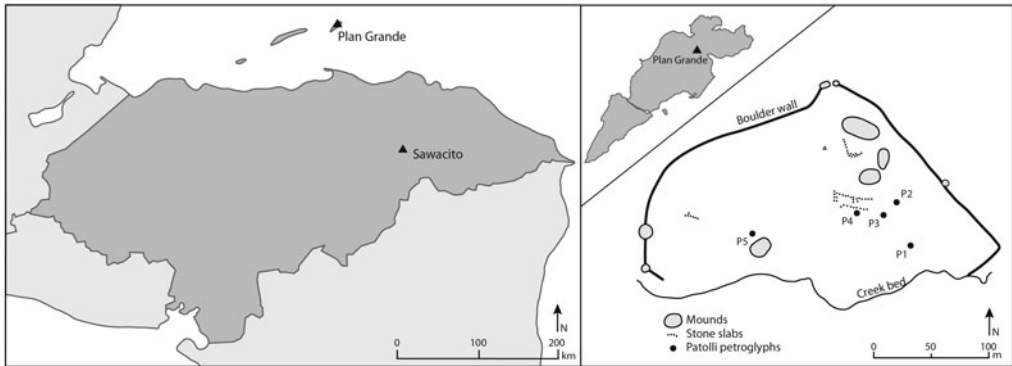 Plan Grande
Sawacito
N
0 100 200
km
Plan Grande
Boulder wall
P2
P4 P3
P5
P1
Creek bed
Mounds
Stone slabs
Patolli petroglyphs
N
0 50 100
m